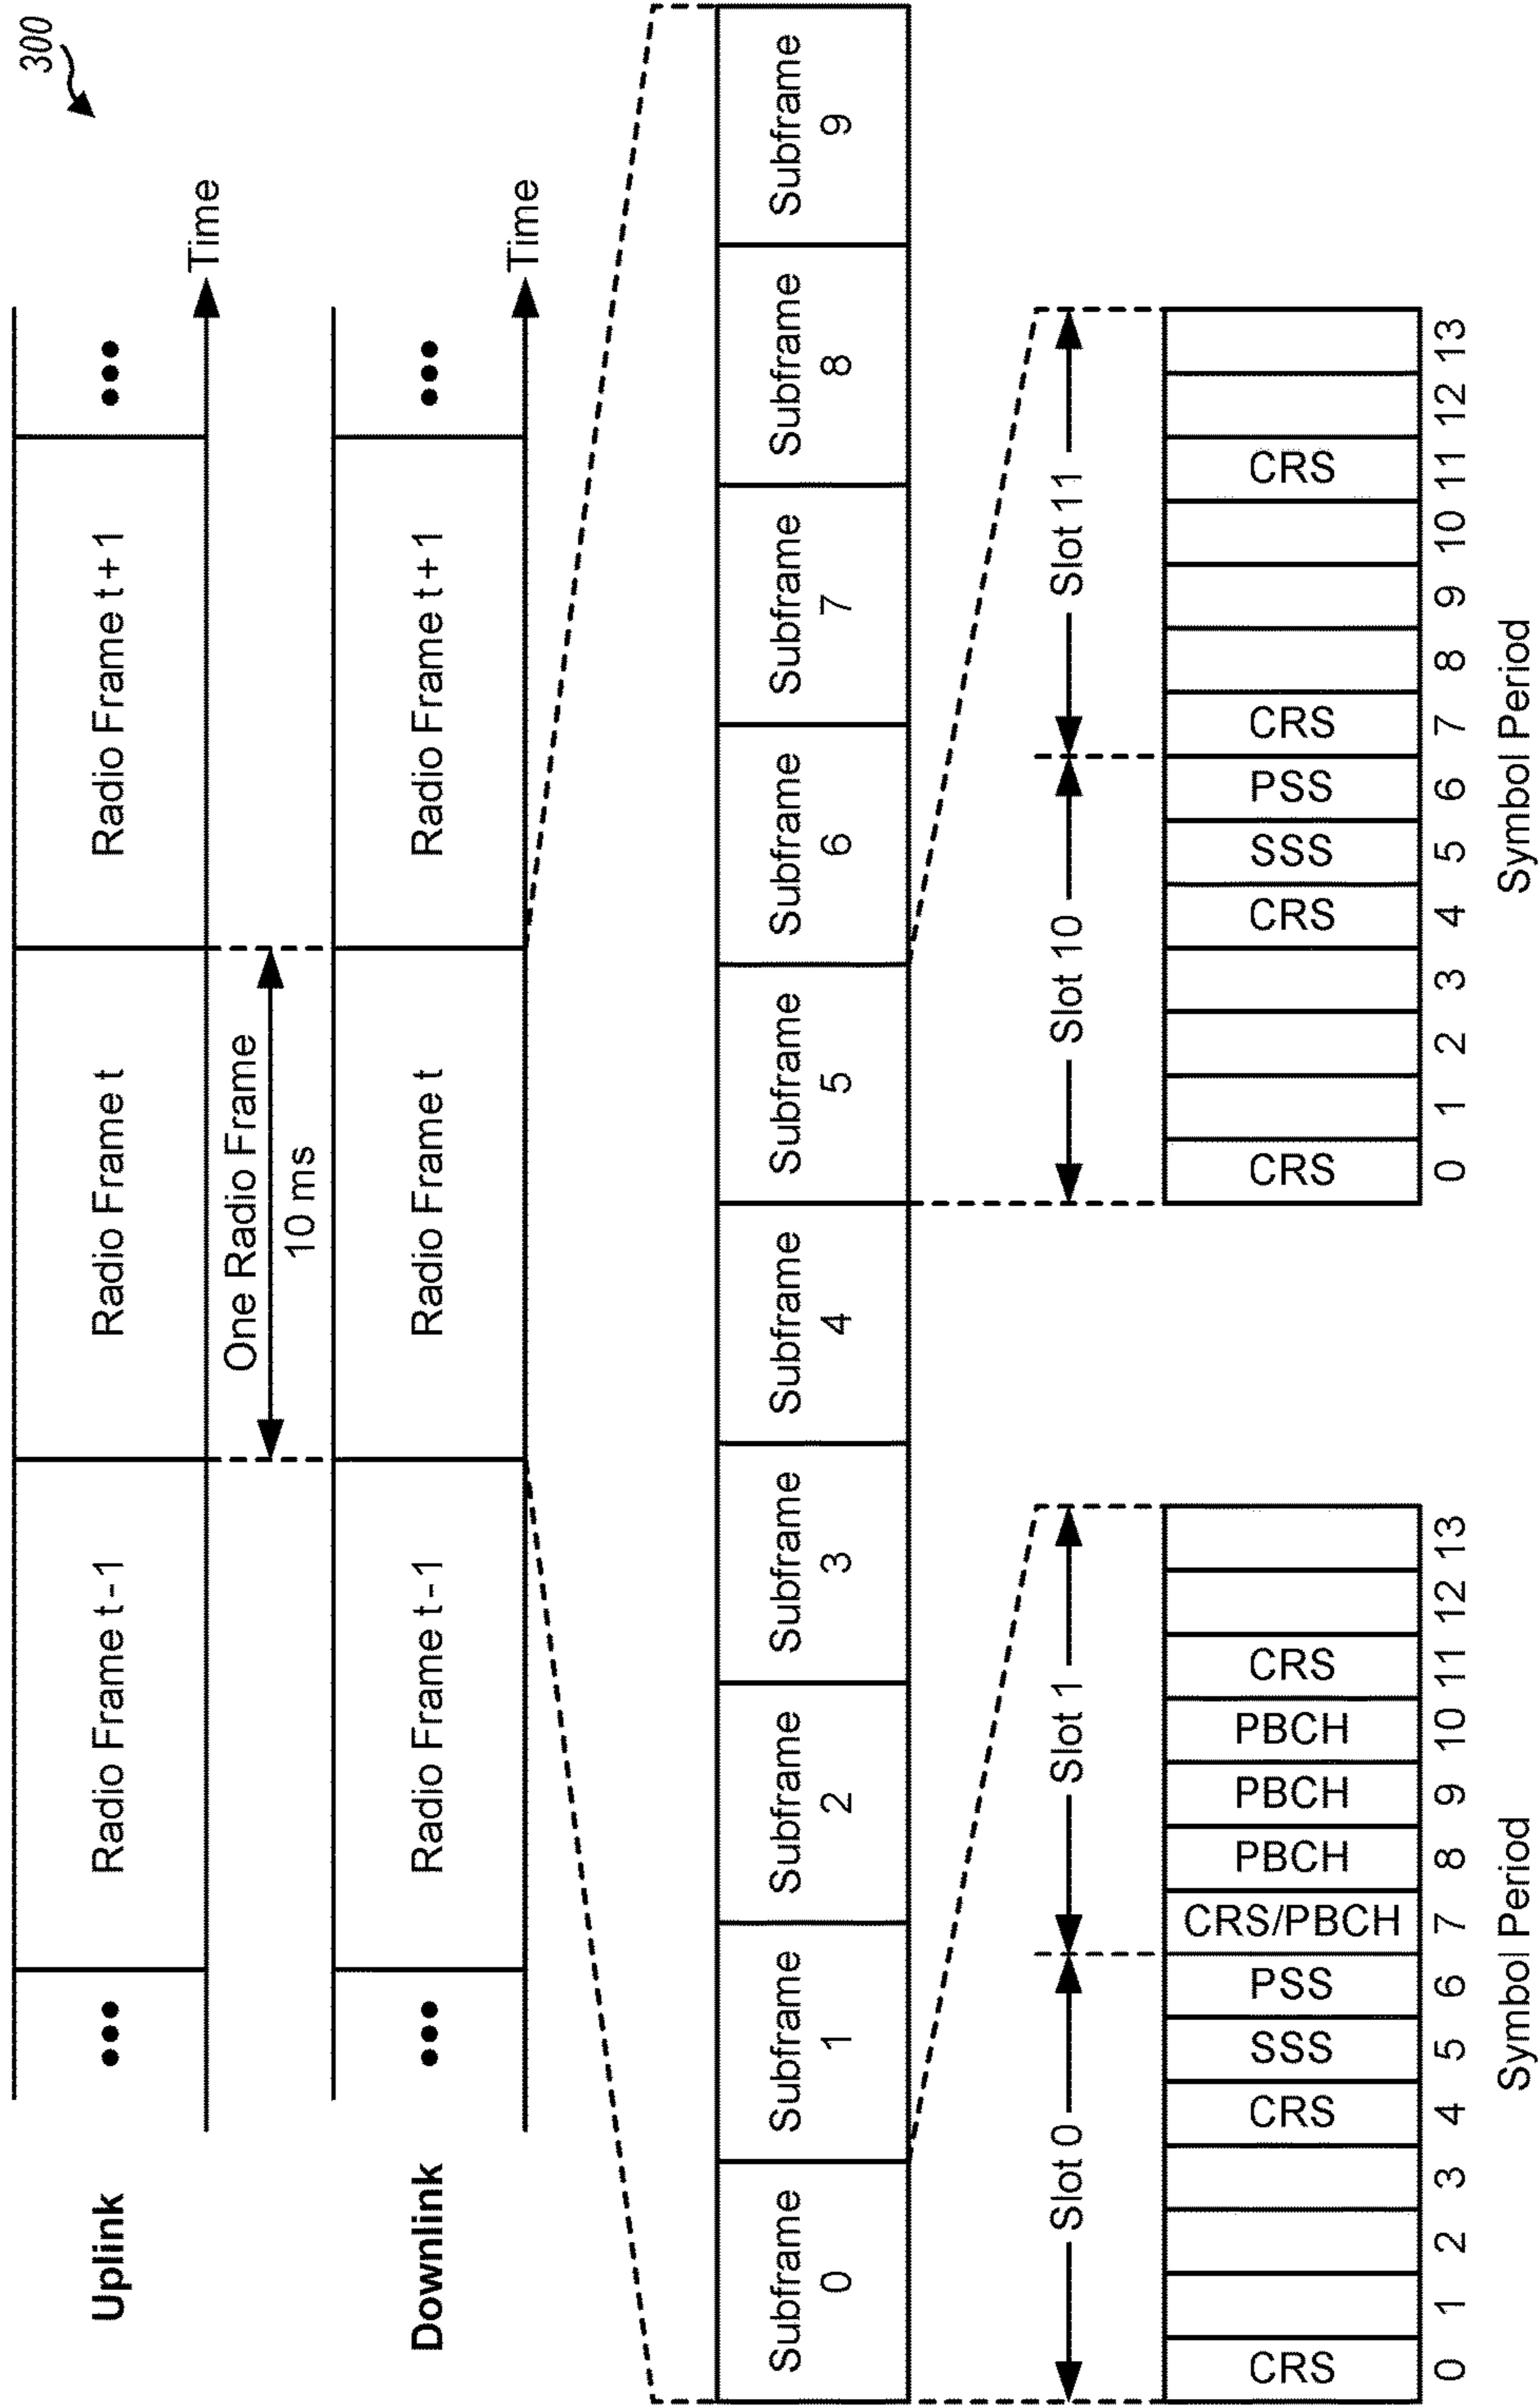 300
Uplink
••• Radio Frame t-1 Radio Frame t Radio Frame t+1 •••
Time
One Radio Frame
10 ms
Downlink
••• Radio Frame t-1 Radio Frame t Radio Frame t+1 •••
Time
Subframe Subframe Subframe Subframe Subframe Subframe Subframe Subframe Subframe Subframe
0 1 2 3 4 5 6 7 8 9
Slot 0 Slot 1 Slot 10 Slot 11
CRS CRS SSS PSS CRS/PBCH PBCH PBCH PBCH CRS
0 1 2 3 4 5 6 7 8 9 10 11 12 13
Symbol Period
CRS CRS SSS PSS CRS CRS
0 1 2 3 4 5 6 7 8 9 10 11 12 13
Symbol Period